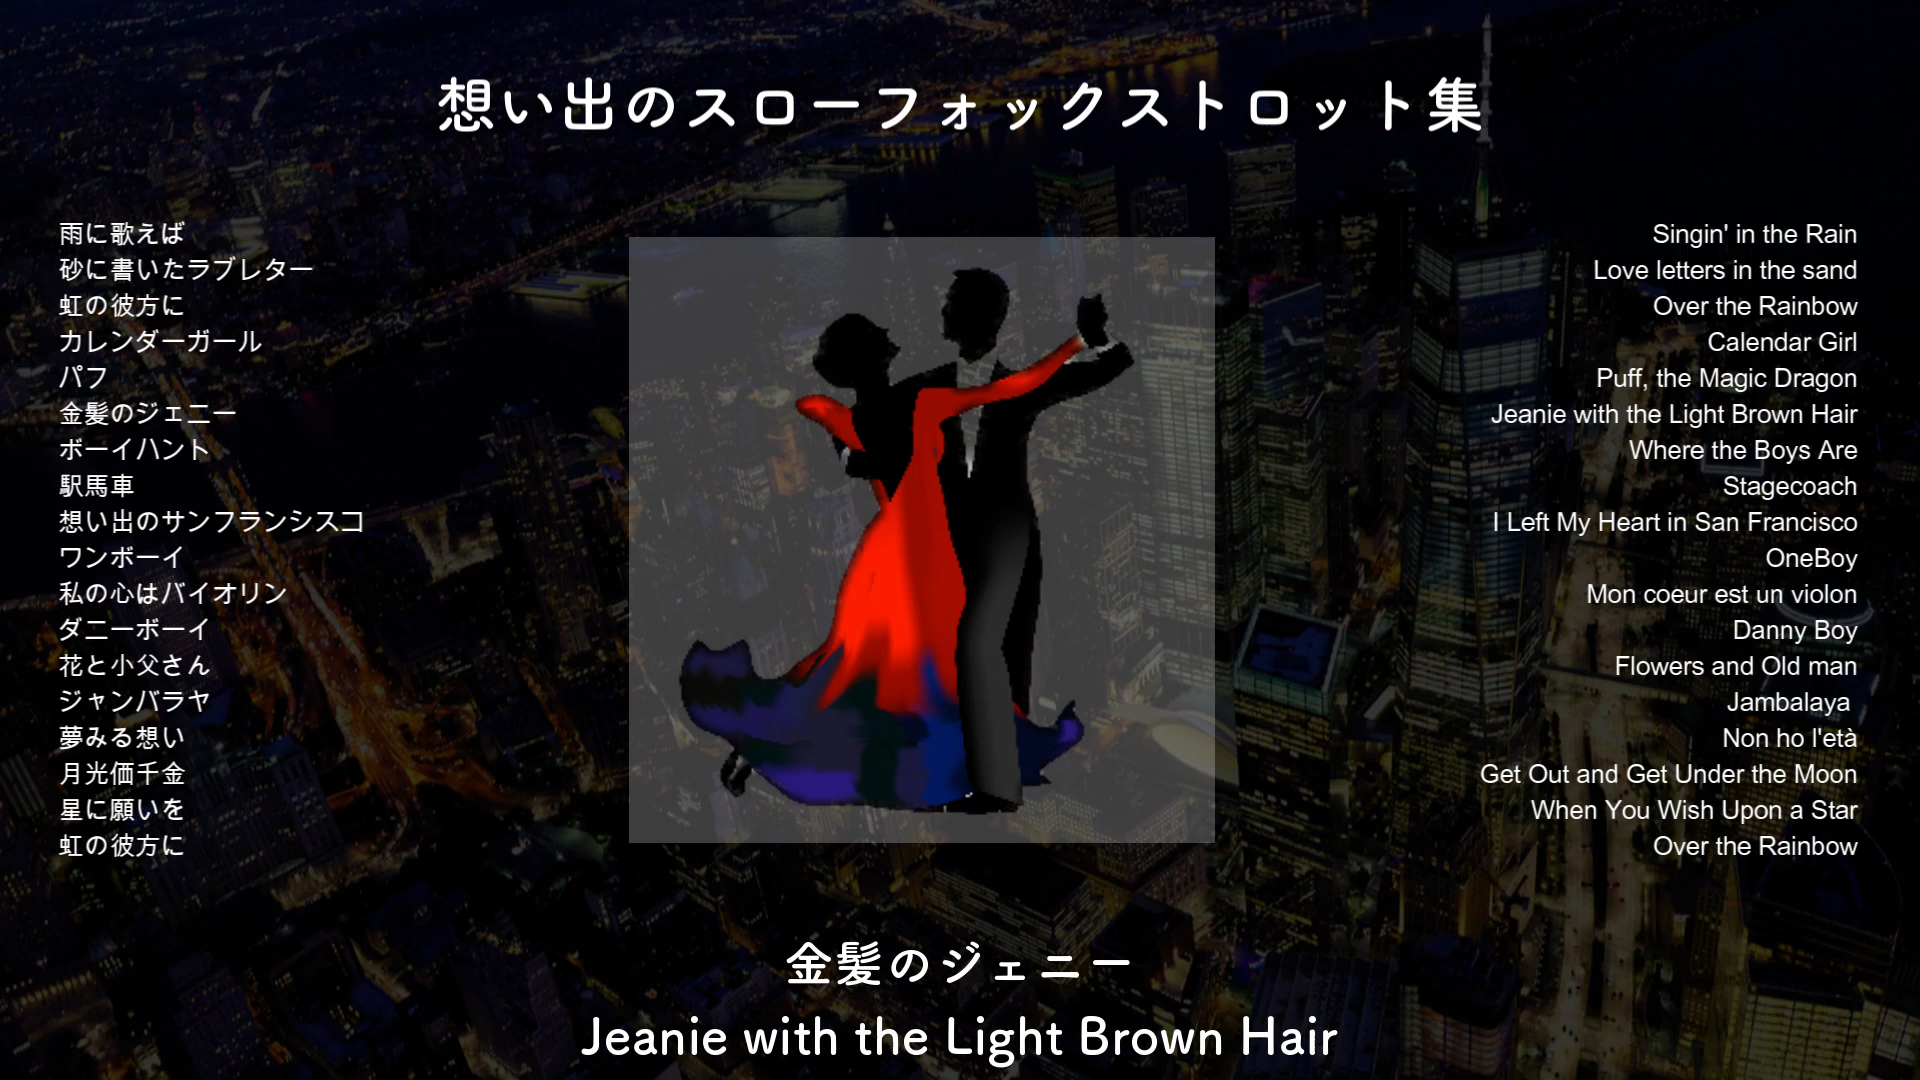 想い出のスローフォックストロット集
雨に歌えば
砂に書いたラブレター
虹の彼方に
カレンダーガール
パフ
金髪のジェニー
ボーイハント
駅馬車
想い出のサンフランシスコ
ワンボーイ
私の心はバイオリン
ダニーボーイ
花と小父さん
ジャンバラヤ
夢みる想い
月光価千金
星に願いを
虹の彼方に
Singin' in the Rain
Love letters in the sand
Over the Rainbow
Calendar Girl
Puff, the Magic Dragon
Jeanie with the Light Brown Hair
Where the Boys Are
Stagecoach
I Left My Heart in San Francisco
OneBoy
Mon coeur est un violon
Danny Boy
Flowers and Old man
Jambalaya
Non ho l'età
Get Out and Get Under the Moon
When You Wish Upon a Star
Over the Rainbow
金髪のジェニー
Jeanie with the Light Brown Hair